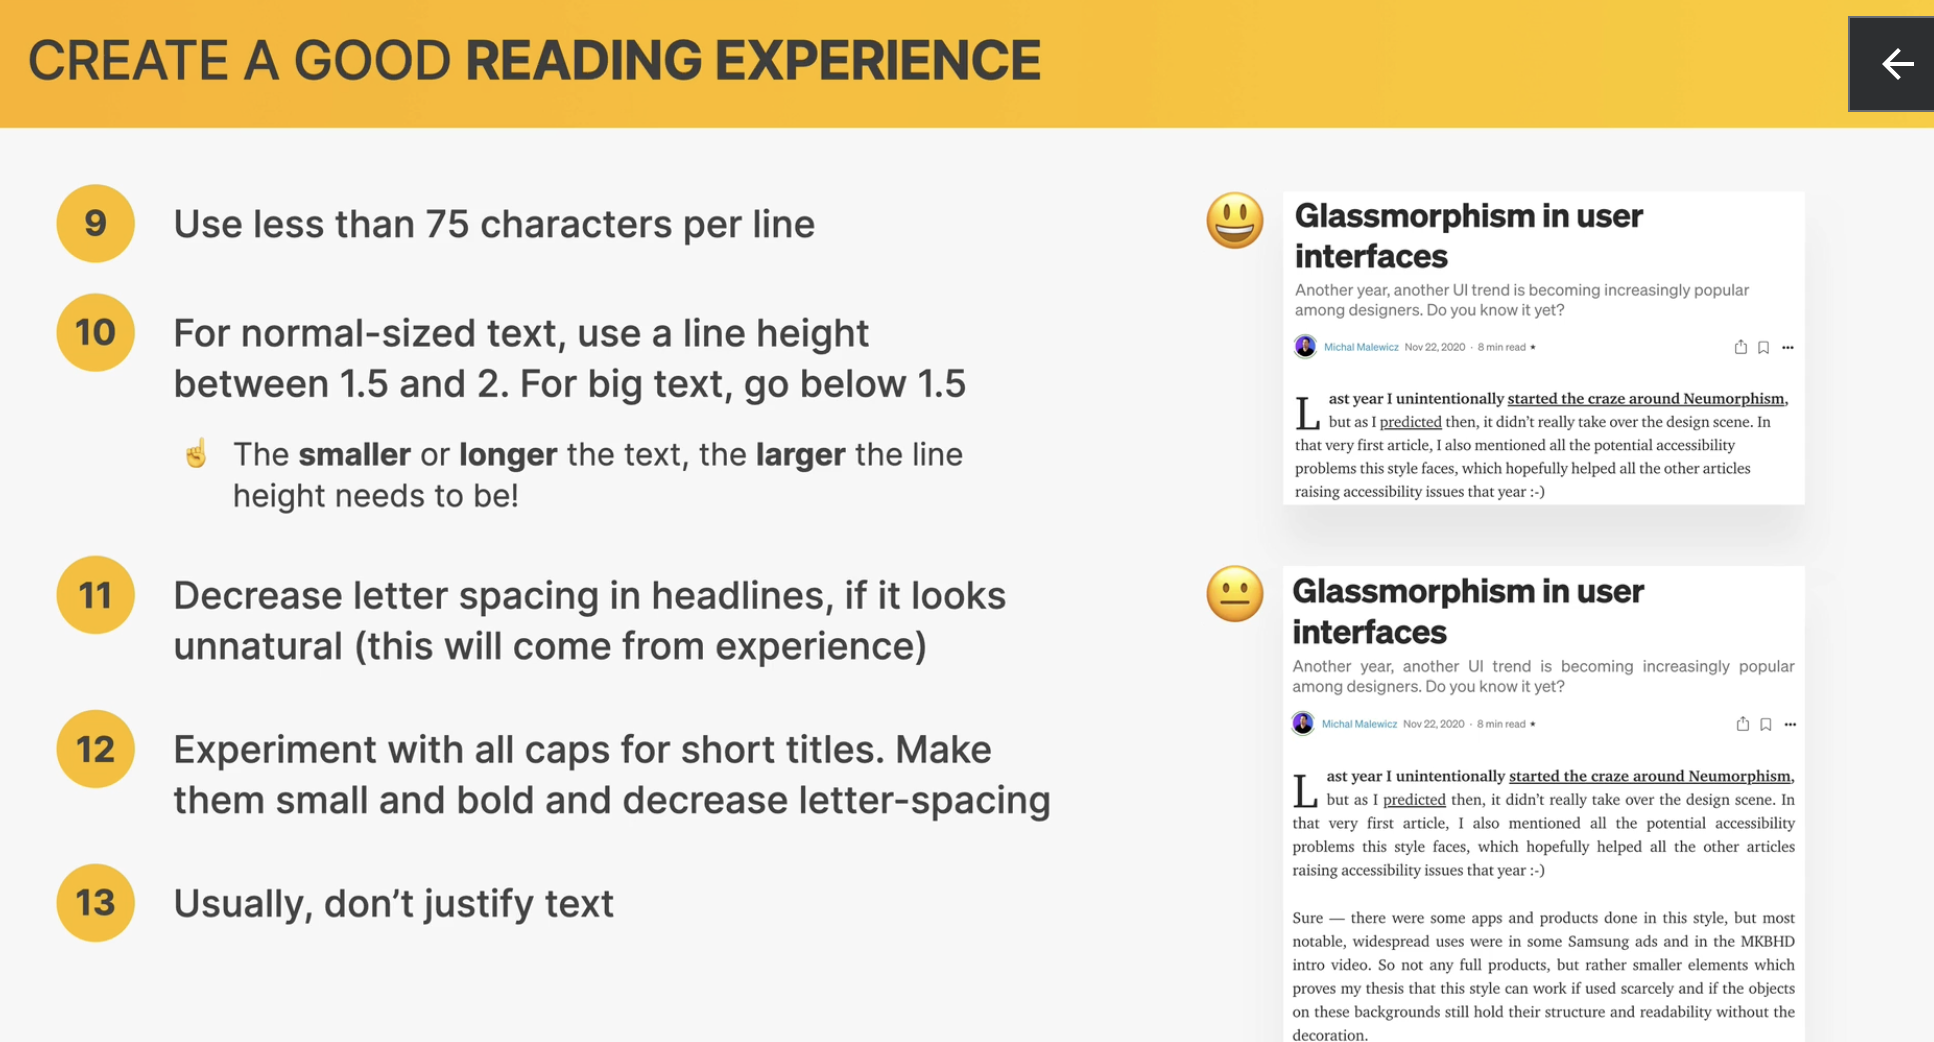 CREATE A GOOD READING EXPERIENCE
9
Use less than 75 characters per line
10
For normal-sized text, use a line height
between 1.5 and 2. For big text, go below 1.5
The smaller or longer the text, the larger the line
height needs to be!
11
Decrease letter spacing in headlines, if it looks
unnatural (this will come from experience)
12
Experiment with all caps for short titles. Make
them small and bold and decrease letter-spacing
13
Usually, don’t justify text
Glassmorphism in user
interfaces
Another year, another UI trend is becoming increasingly popular
among designers. Do you know it yet?
Michal Malewicz Nov 22, 2020 · 8 min read ★
Last year I unintentionally started the craze around Neumorphism,
but as I predicted then, it didn’t really take over the design scene. In
that very first article, I also mentioned all the potential accessibility
problems this style faces, which hopefully helped all the other articles
raising accessibility issues that year :-)
Glassmorphism in user
interfaces
Another year, another UI trend is becoming increasingly popular
among designers. Do you know it yet?
Michal Malewicz Nov 22, 2020 · 8 min read ★
Last year I unintentionally started the craze around Neumorphism,
but as I predicted then, it didn’t really take over the design scene. In
that very first article, I also mentioned all the potential accessibility
problems this style faces, which hopefully helped all the other articles
raising accessibility issues that year :-)
Sure — there were some apps and products done in this style, but most
notable, widespread uses were in some Samsung ads and in the MKBHD
intro video. So not any full products, but rather smaller elements which
proves my thesis that this style can work if used scarcely and if the objects
on these backgrounds still hold their structure and readability without the
decoration.